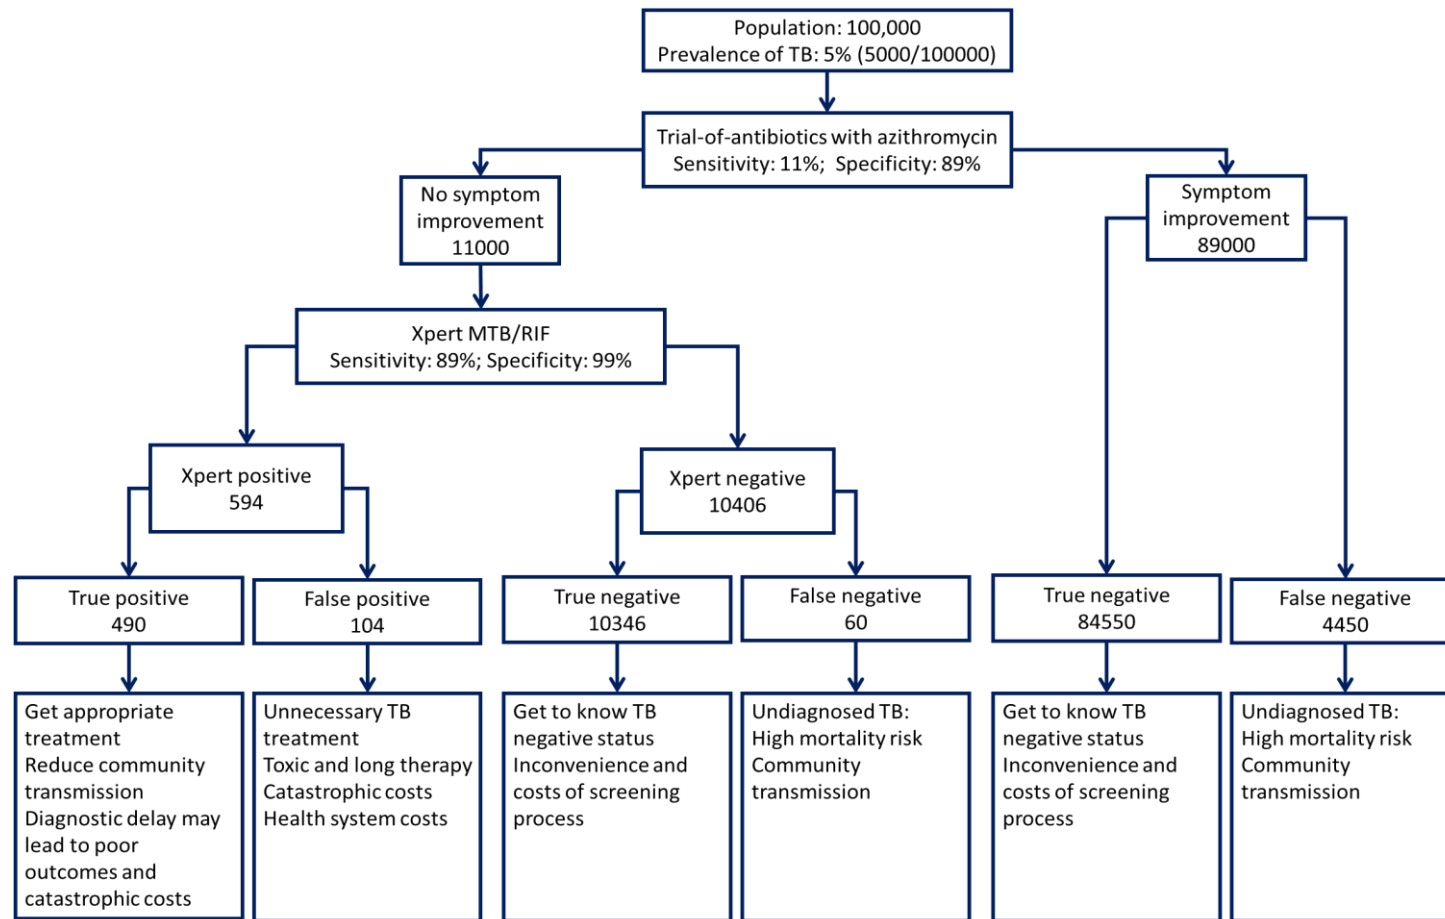 Population: 100,000
Prevalence of TB: 5% (5000/100000)
Trial-of-antibiotics with azithromycin
Sensitivity: 11%;  Specificity: 89%
No symptom
improvement
11000
Symptom
improvement
89000
Xpert MTB/RIF
Sensitivity: 89%; Specificity: 99%
Xpert positive
594
Xpert negative
10406
True positive
490
False positive
104
True negative
10346
False negative
60
True negative
84550
False negative
4450
Get appropriate
treatment
Reduce community
transmission
Diagnostic delay may
lead to poor
outcomes and
catastrophic costs
Unnecessary TB
treatment
Toxic and long therapy
Catastrophic costs
Health system costs
Get to know TB
negative status
Inconvenience and
costs of screening
process
Undiagnosed TB:
High mortality risk
Community
transmission
Get to know TB
negative status
Inconvenience and
costs of screening
process
Undiagnosed TB:
High mortality risk
Community
transmission